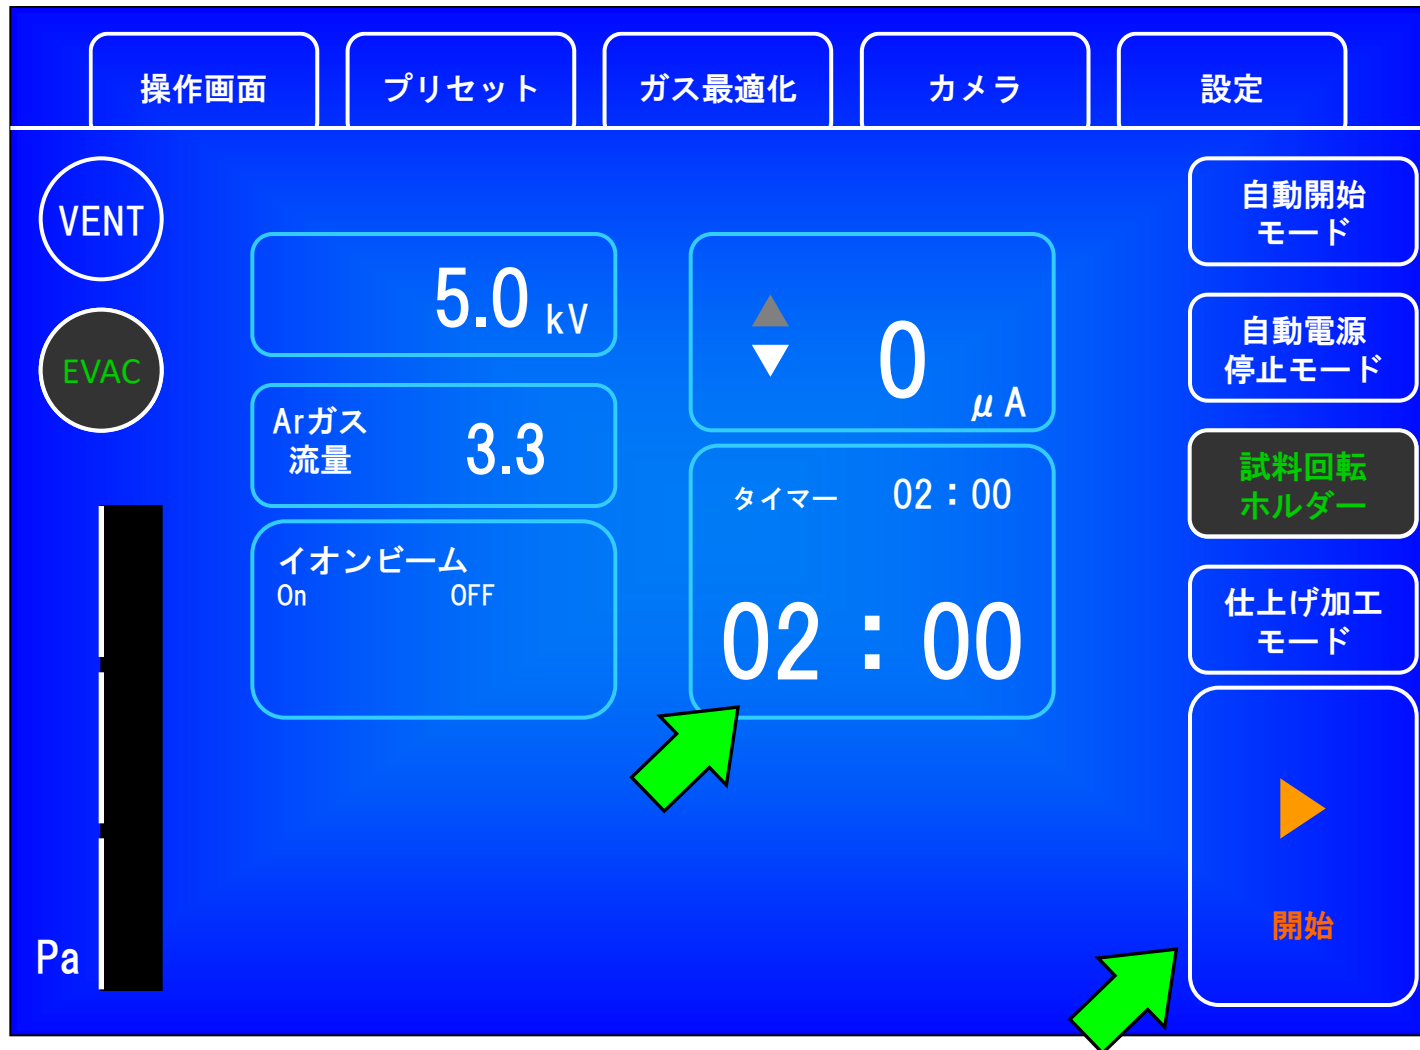 操作画面
プリセット
ガス最適化
カメラ
設定
VENT
EVAC
5.0 kV
Arガス
流量
3.3
イオンビーム
On OFF
0 μA
タイマー 02:00
02:00
自動開始
モード
自動電源
停止モード
試料回転
ホルダー
仕上げ加工
モード
開始
Pa